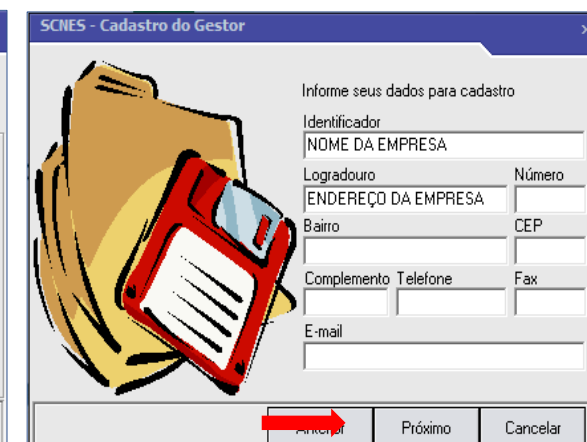 SCNES - Cadastro do Gestor
Informe seus dados para cadastro
Identificador
NOME DA EMPRESA
Logradouro Número
ENDEREÇO DA EMPRESA
Bairro CEP
Complemento Telefone Fax
E-mail
Anterior Próximo Cancelar